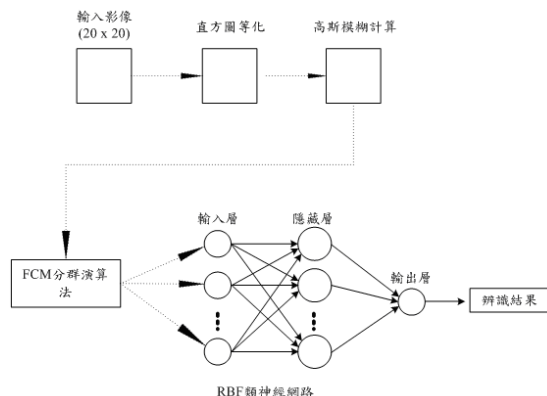 輸入影像
(20 x 20)
直方圖等化
高斯模糊計算
輸入層
隱藏層
FCM分群演算
法
輸出層
辨識結果
RBF類神經網路